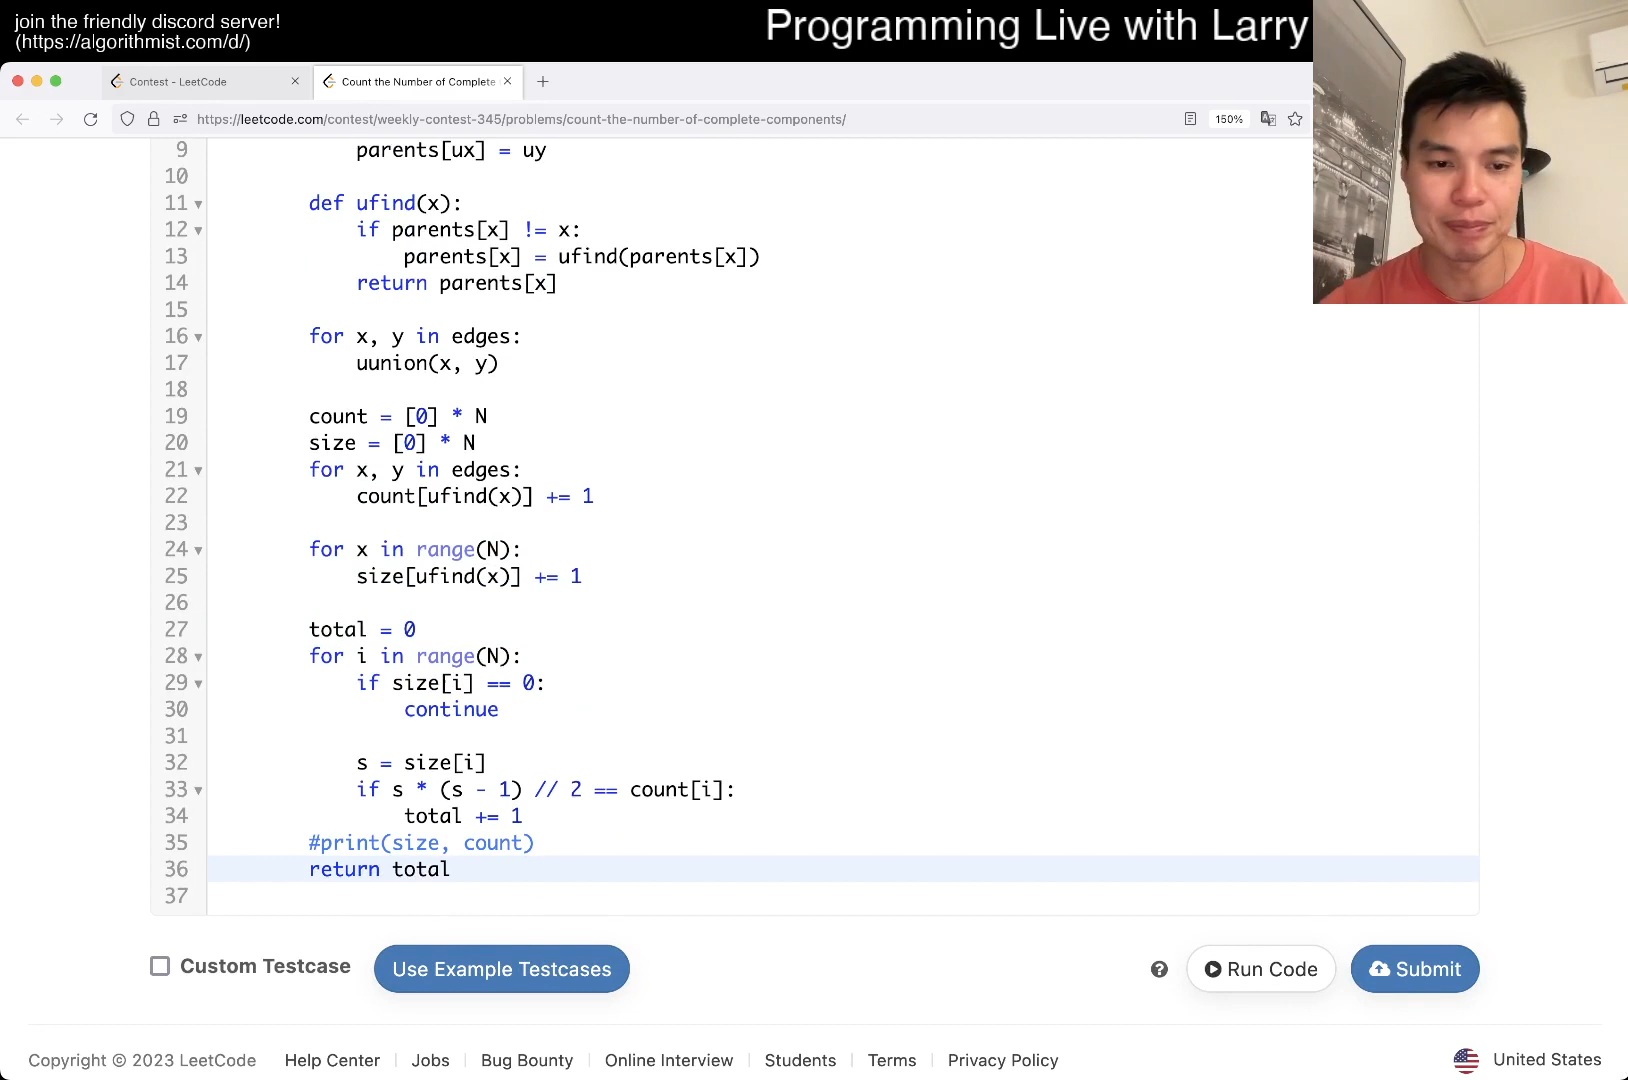 join the friendly discord server!
(https://algorithmist.com/d/)
Programming Live with Larry
Contest - LeetCode
Count the Number of Complete
https://leetcode.com/contest/weekly-contest-345/problems/count-the-number-of-complete-components/
150%
9 parents[ux] = uy
10
11 def ufind(x):
12 if parents[x] != x:
13 parents[x] = ufind(parents[x])
14 return parents[x]
15
16 for x, y in edges:
17 uunion(x, y)
18
19 count = [0] * N
20 size = [0] * N
21 for x, y in edges:
22 count[ufind(x)] += 1
23
24 for x in range(N):
25 size[ufind(x)] += 1
26
27 total = 0
28 for i in range(N):
29 if size[i] == 0:
30 continue
31
32 s = size[i]
33 if s * (s - 1) // 2 == count[i]:
34 total += 1
35 #print(size, count)
36 return total
37
Custom Testcase
Use Example Testcases
Run Code
Submit
Copyright © 2023 LeetCode
Help Center
Jobs
Bug Bounty
Online Interview
Students
Terms
Privacy Policy
United States